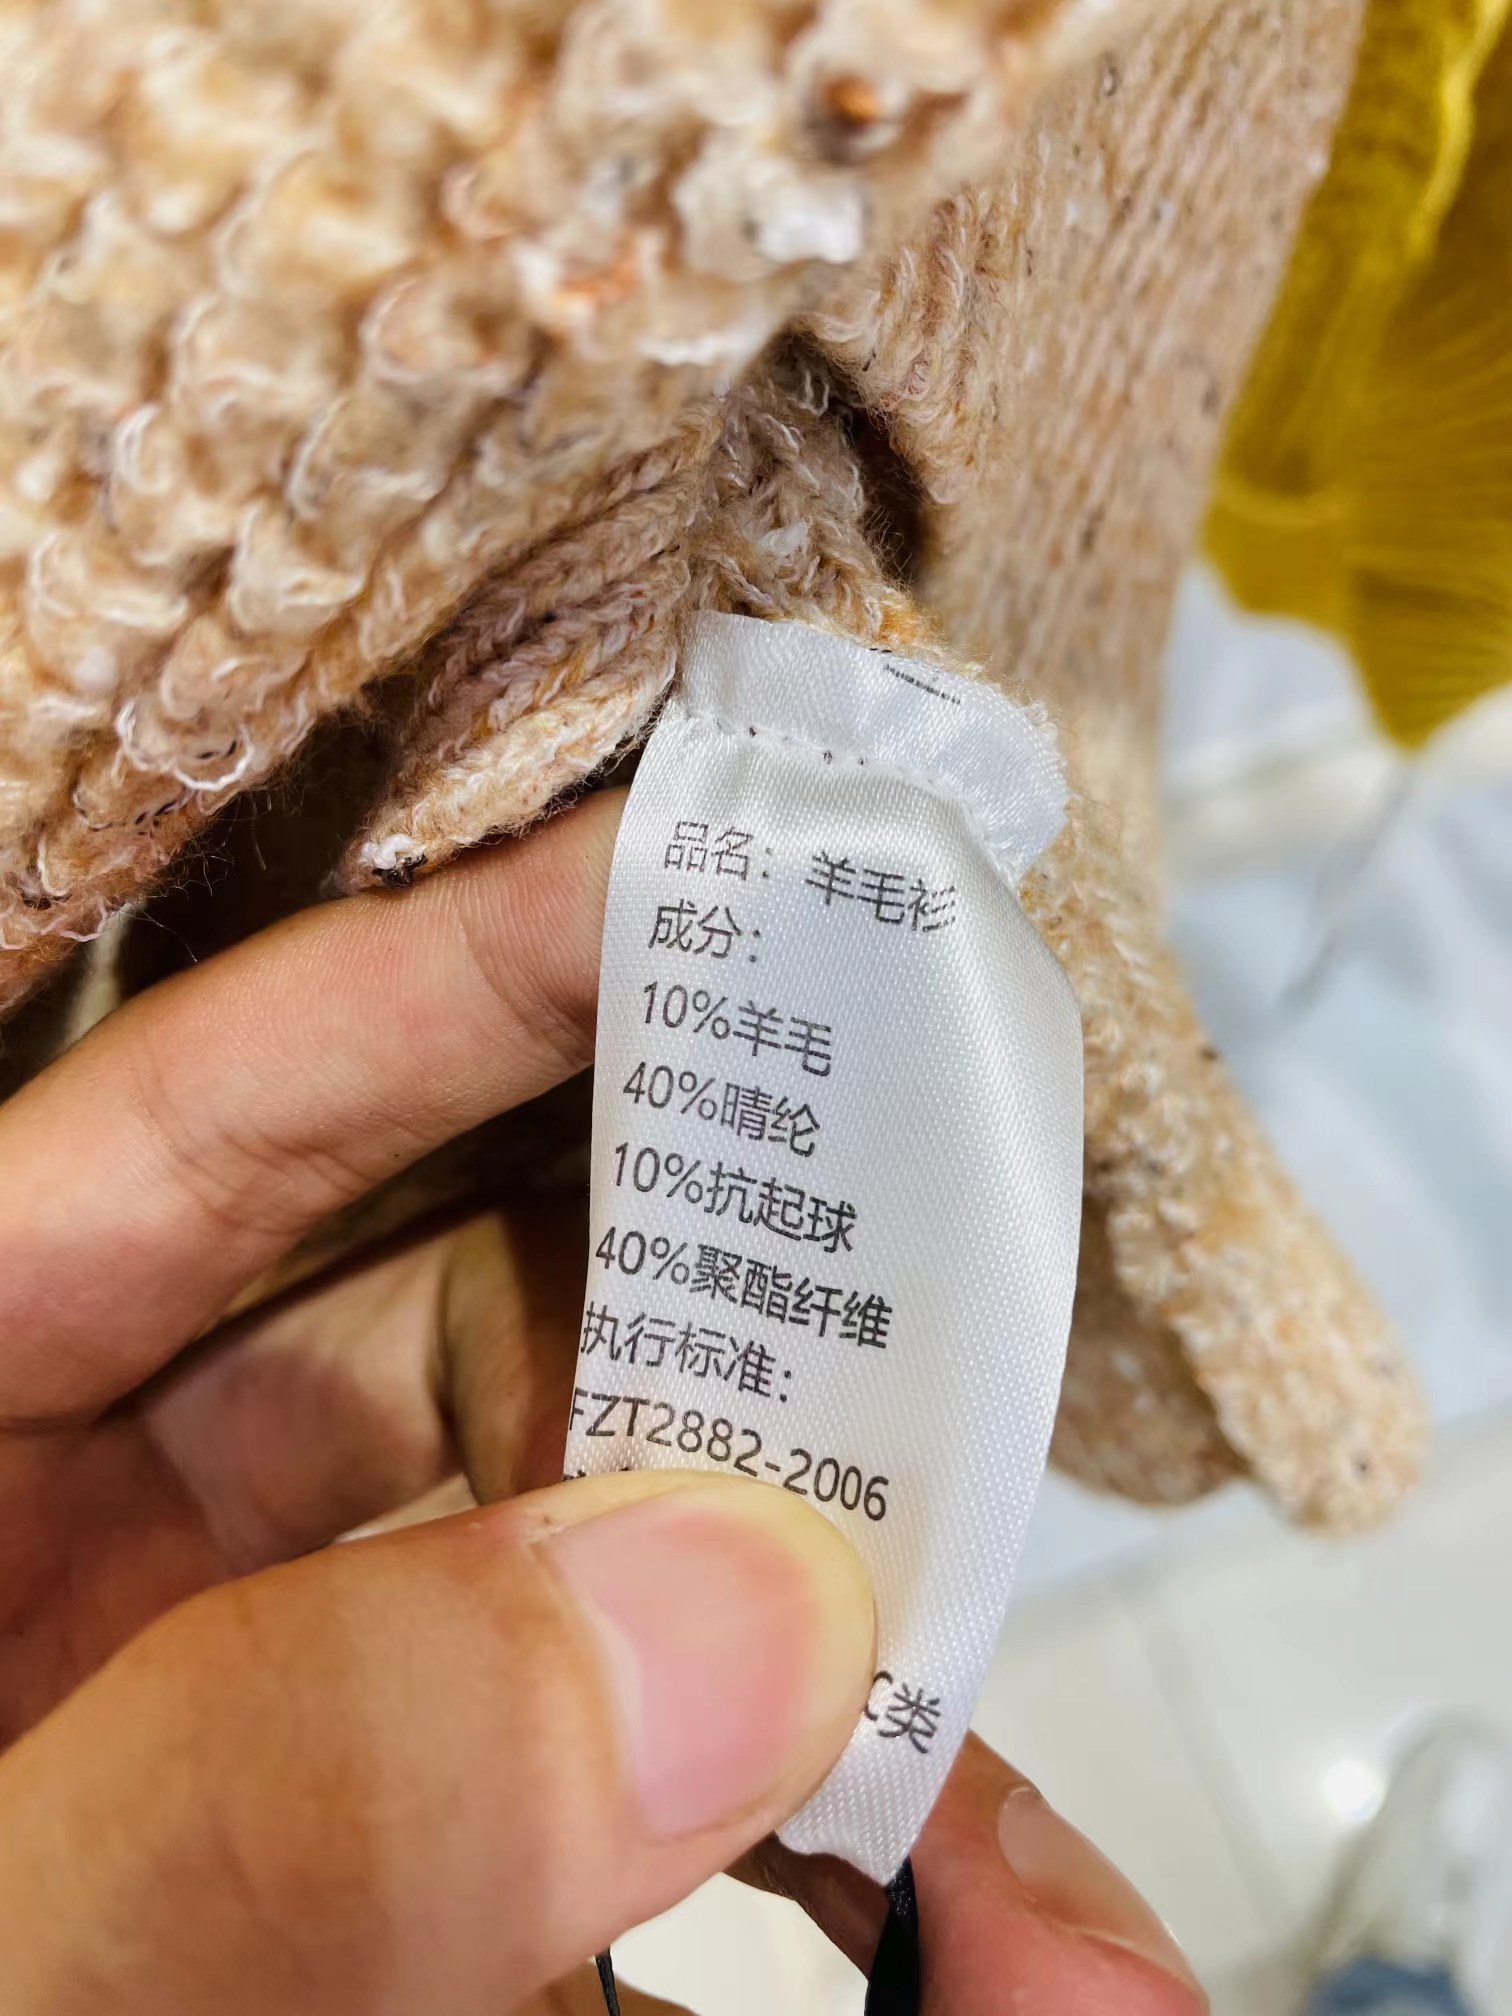 品名：羊毛衫
成分：
10%羊毛
40%晴纶
10%抗起球
40%聚酯纤维
执行标准：
FZT2882-2006
C类